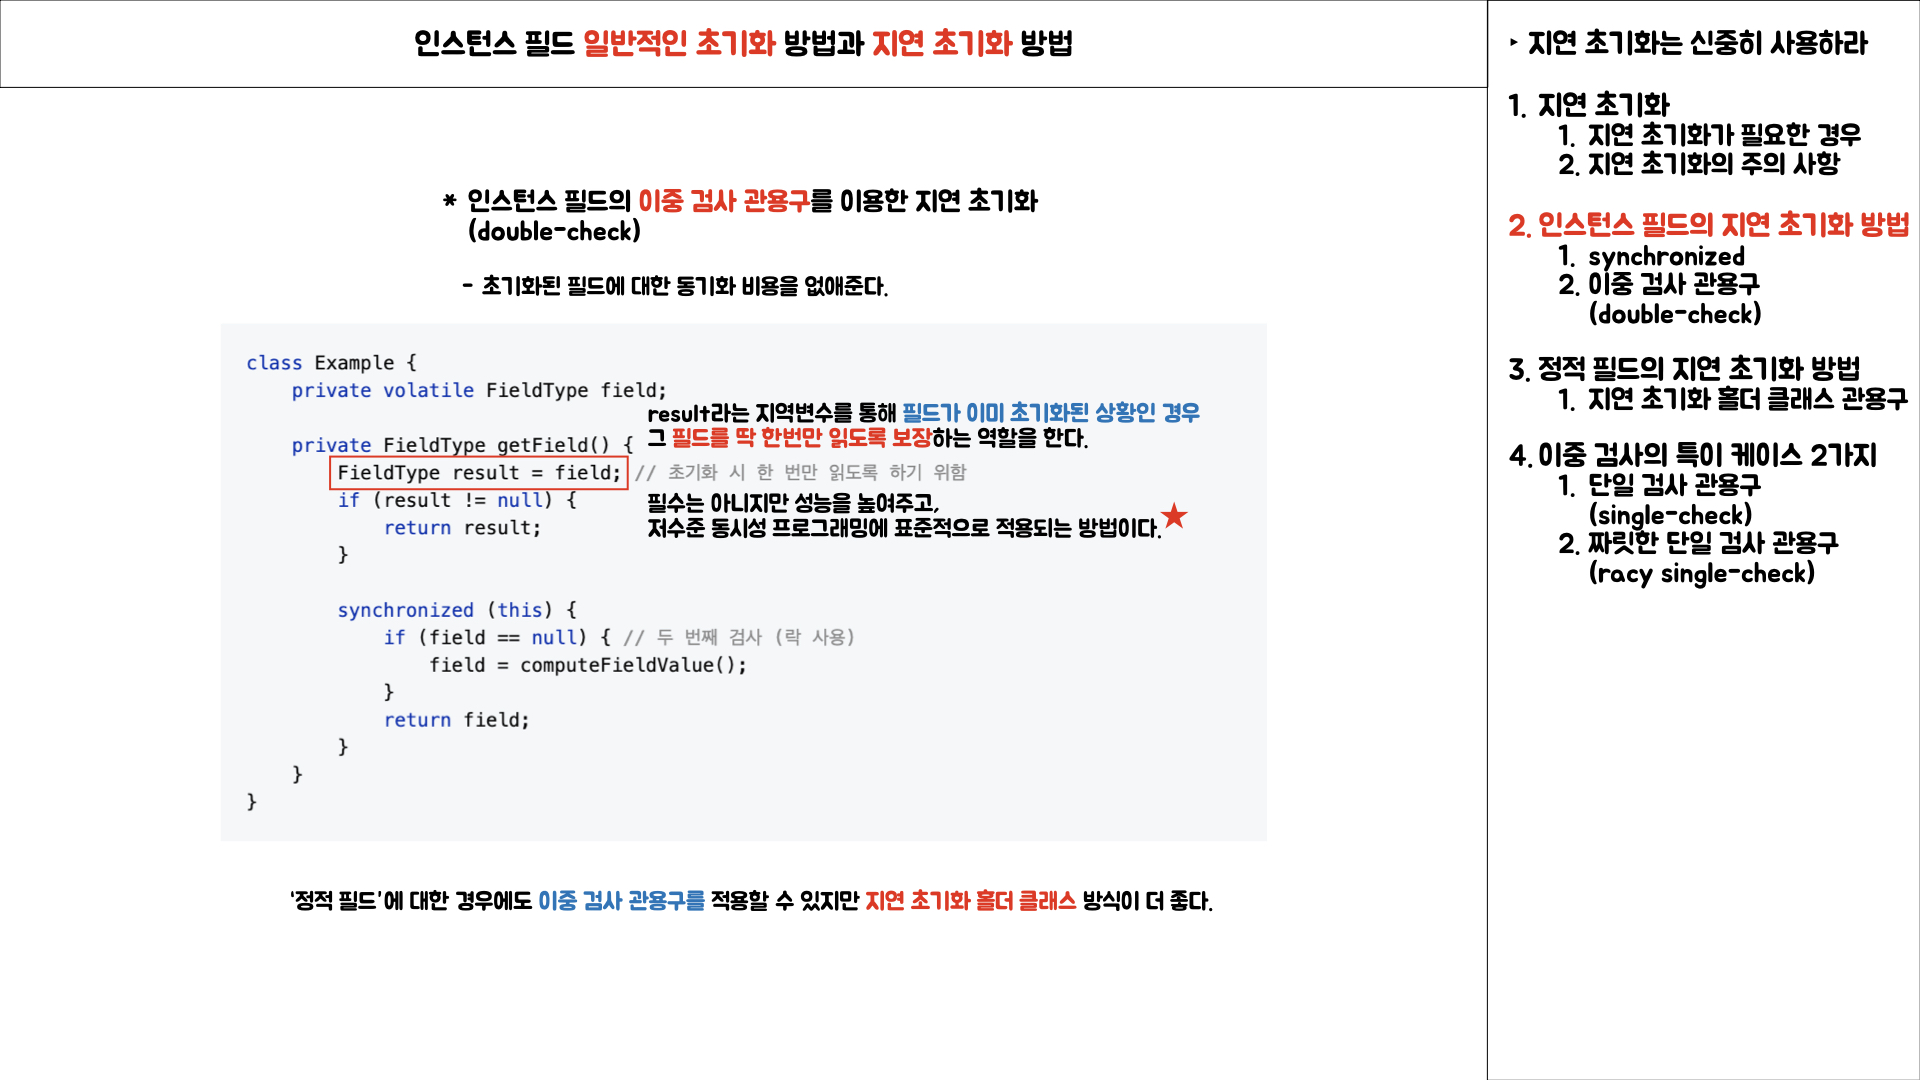 인스턴스 필드 일반적인 초기화 방법과 지연 초기화 방법
* 인스턴스 필드의 이중 검사 관용구를 이용한 지연 초기화
(double-check)
- 초기화된 필드에 대한 동기화 비용을 없애준다.
class Example {
private volatile FieldType field;
result라는 지역변수를 통해 필드가 이미 초기화된 상황인 경우
그 필드를 딱 한번만 읽도록 보장하는 역할을 한다.
private FieldType getField() {
FieldType result = field; // 초기화 시 한 번만 읽도록 하기 위함
if (result != null) {
필수는 아니지만 성능을 높여주고,
return result;
저수준 동시성 프로그래밍에 표준적으로 적용되는 방법이다.
}
synchronized (this) {
if (field == null) { // 두 번째 검사 (락 사용)
field = computeFieldValue();
}
return field;
}
}
}
‘정적 필드’에 대한 경우에도 이중 검사 관용구를 적용할 수 있지만 지연 초기화 홀더 클래스 방식이 더 좋다.
‣ 지연 초기화는 신중히 사용하라
1. 지연 초기화
1. 지연 초기화가 필요한 경우
2. 지연 초기화의 주의 사항
2. 인스턴스 필드의 지연 초기화 방법
1. synchronized
2. 이중 검사 관용구
(double-check)
3. 정적 필드의 지연 초기화 방법
1. 지연 초기화 홀더 클래스 관용구
4. 이중 검사의 특이 케이스 2가지
1. 단일 검사 관용구
(single-check)
2. 짜릿한 단일 검사 관용구
(racy single-check)